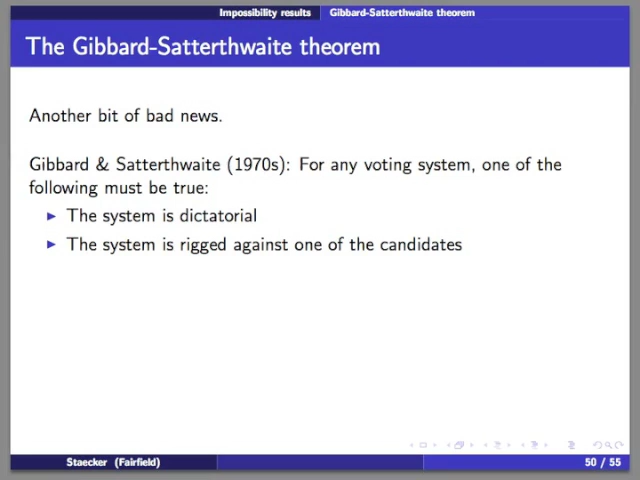 Impossibility results Gibbard-Satterthwaite theorem
The Gibbard-Satterthwaite theorem
Another bit of bad news.
Gibbard & Satterthwaite (1970s): For any voting system, one of the
following must be true:
The system is dictatorial
The system is rigged against one of the candidates
Staecker (Fairfield) 50 / 55